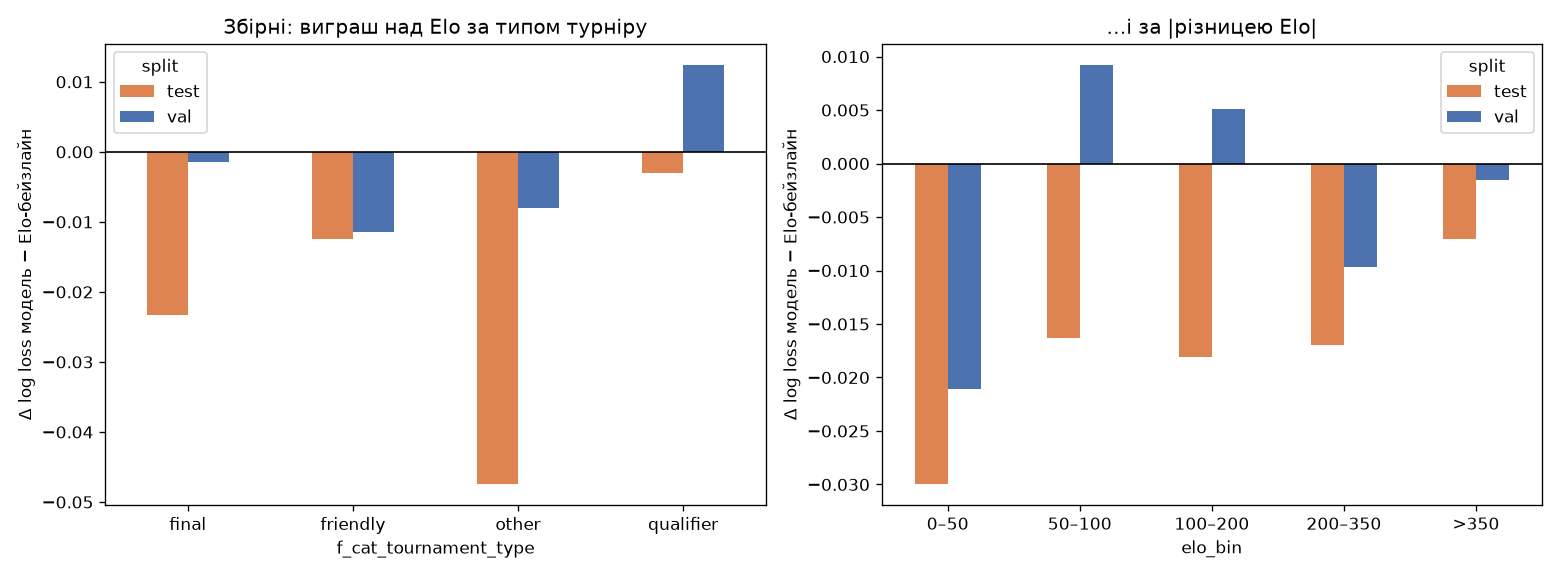 Збірні: виграш над Elo за типом турніру
Δ log loss модель − Elo-бейзлайн
0.01
0.00
−0.01
−0.02
−0.03
−0.04
−0.05
split
test
val
final
friendly
other
qualifier
f_cat_tournament_type
...і за |різницею Elo|
Δ log loss модель − Elo-бейзлайн
0.010
0.005
0.000
−0.005
−0.010
−0.015
−0.020
−0.025
−0.030
split
test
val
0–50
50–100
100–200
200–350
>350
elo_bin